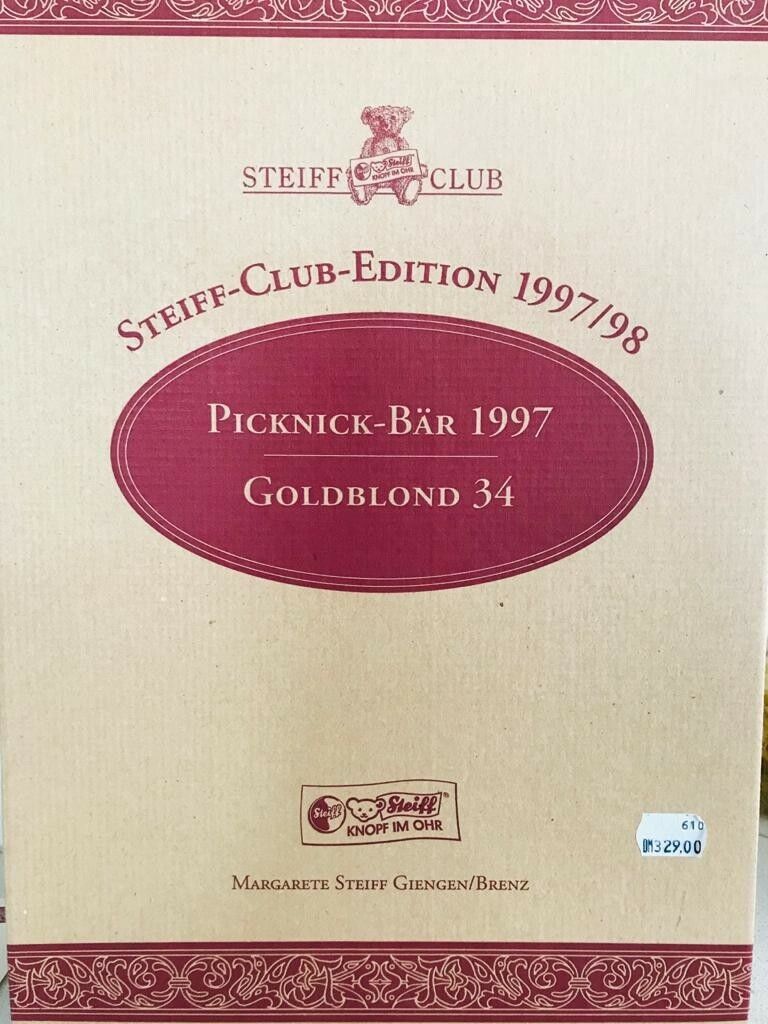 Steiff
KNOPF IM OHR
STEIFF CLUB
STEIFF-CLUB-EDITION 1997/98
PICKNICK-BÄR 1997
GOLDBLOND 34
Steiff
Steiff®
KNOPF IM OHR
610
DM329.00
MARGARETE STEIFF GIENGEN/BRENZ